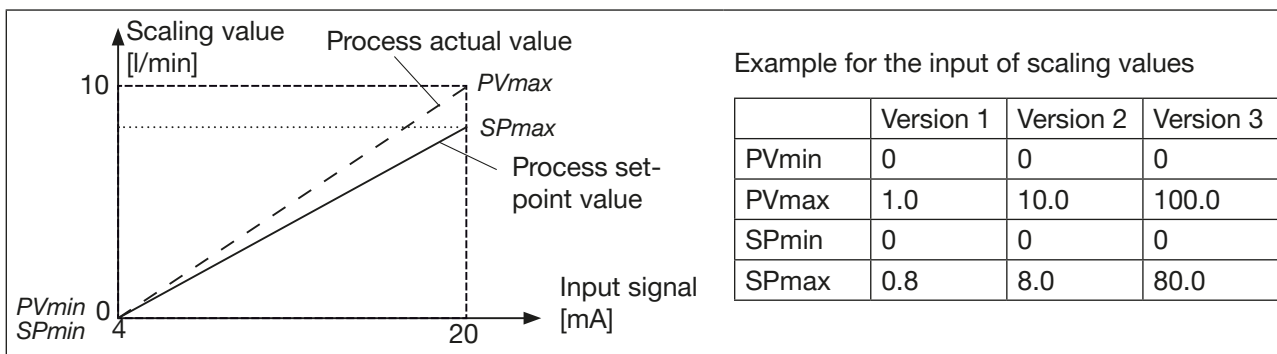 Scaling value
[l/min]
Process actual value
10
PVmax
SPmax
Process set-
point value
PVmin 0
SPmin
4
20
Input signal
[mA]
Example for the input of scaling values
Version 1 Version 2 Version 3
PVmin 0 0 0
PVmax 1.0 10.0 100.0
SPmin 0 0 0
SPmax 0.8 8.0 80.0